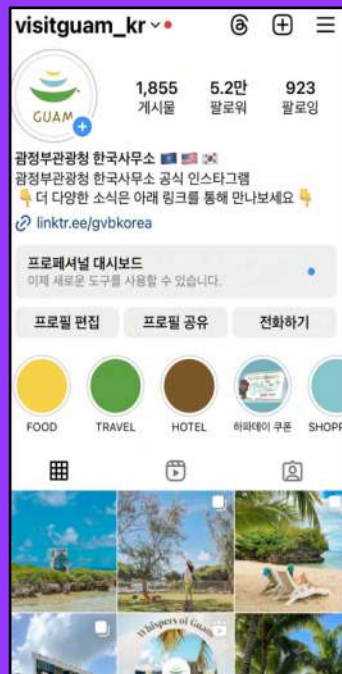 visitguam_kr
GUAM
1,855 5.2만 923
게시물 팔로워 팔로잉
괌정부관광청 한국사무소 🇬🇺 🇺🇸 🇰🇷
괌정부관광청 한국사무소 공식 인스타그램
👇더 다양한 소식은 아래 링크를 통해 만나보세요 👇
linktr.ee/gvbkorea
프로페셔널 대시보드
이제 새로운 도구를 사용할 수 있습니다.
프로필 편집 프로필 공유 전화하기
FOOD TRAVEL HOTEL 하파데이 쿠폰 SHOPP
Whispers of Guam